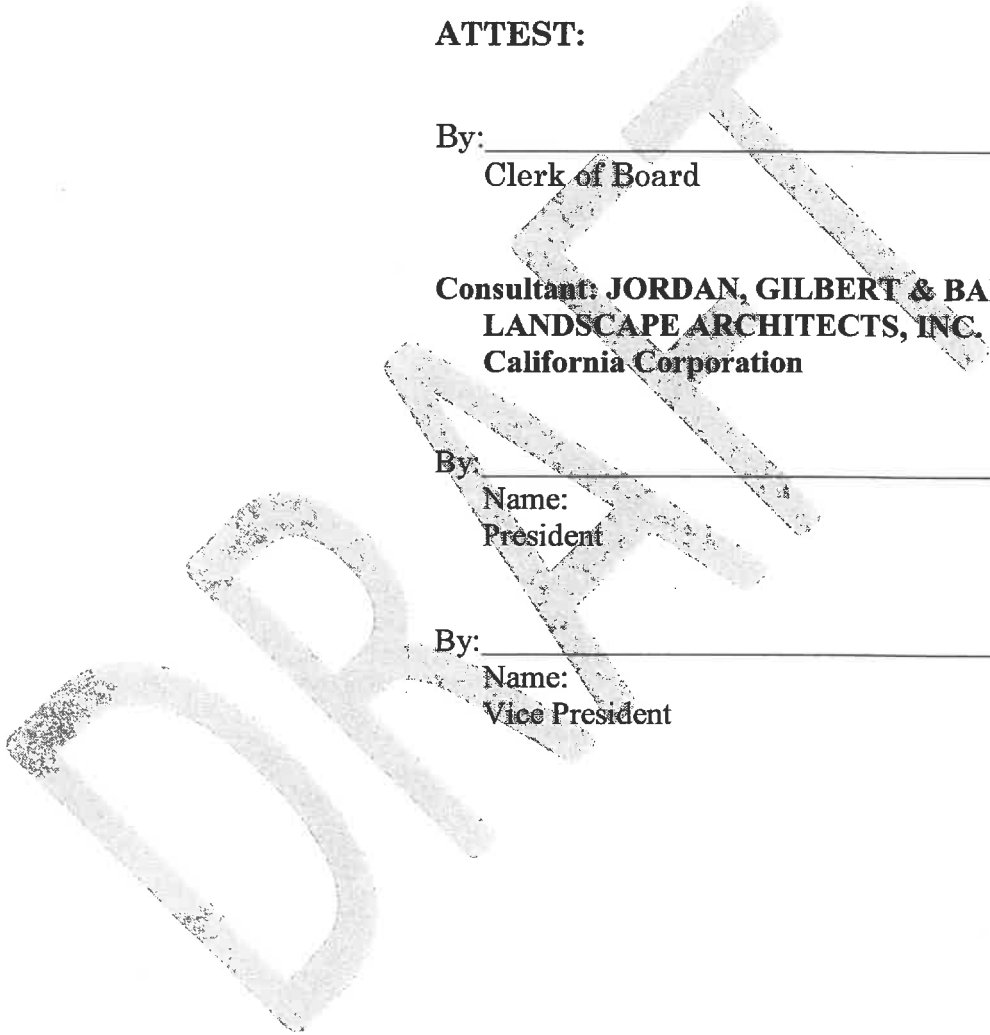 ATTEST:
By:
Clerk of Board
Consultant: JORDAN, GILBERT &
LANDSCAPE ARCHITECTS, INC.
California Corporation
By:
Name:
President
By:
Name:
Vice President
DRAFT